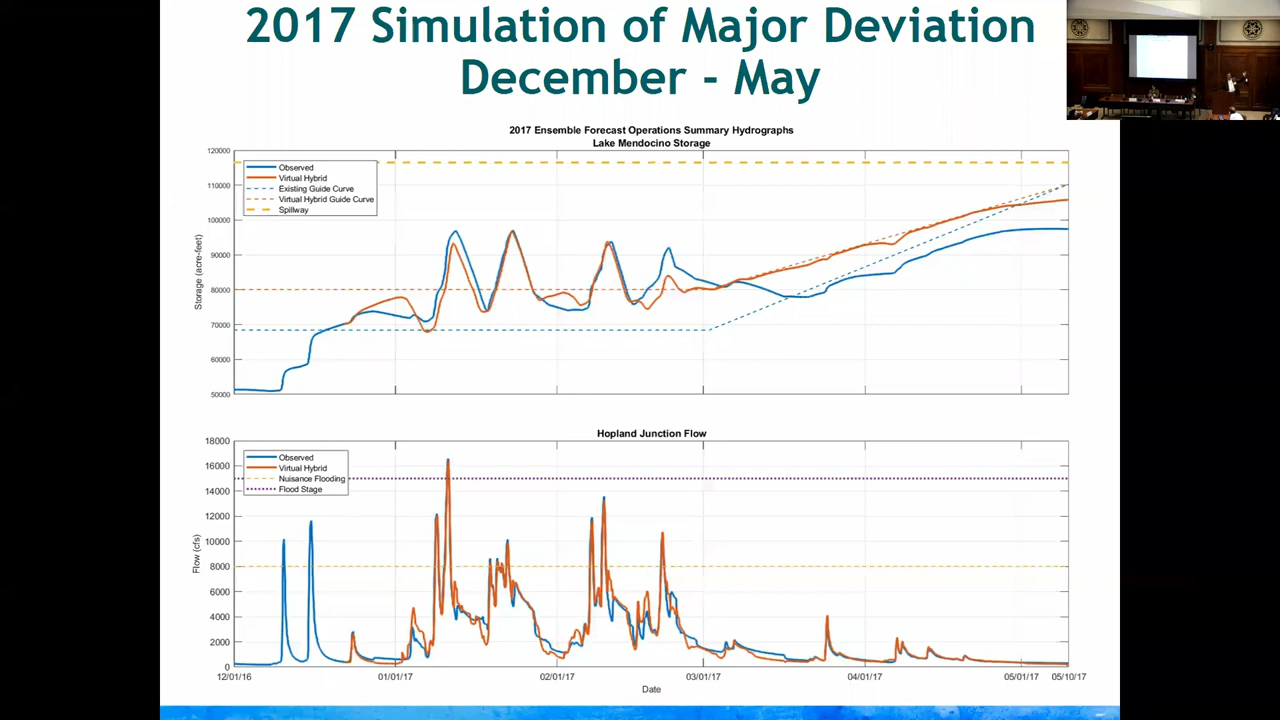 2017 Simulation of Major Deviation
December - May
2017 Ensemble Forecast Operations Summary Hydrographs
Lake Mendocino Storage
Storage (acre-feet)
120000
110000
100000
90000
80000
70000
60000
50000
Observed
Virtual Hybrid
Existing Guide Curve
Virtual Hybrid Guide Curve
Spillway
Hopland Junction Flow
Flow (cfs)
18000
16000
14000
12000
10000
8000
6000
4000
2000
0
Observed
Virtual Hybrid
Nuisance Flooding
Flood Stage
12/01/16 01/01/17 02/01/17 03/01/17 04/01/17 05/01/17 05/10/17
Date